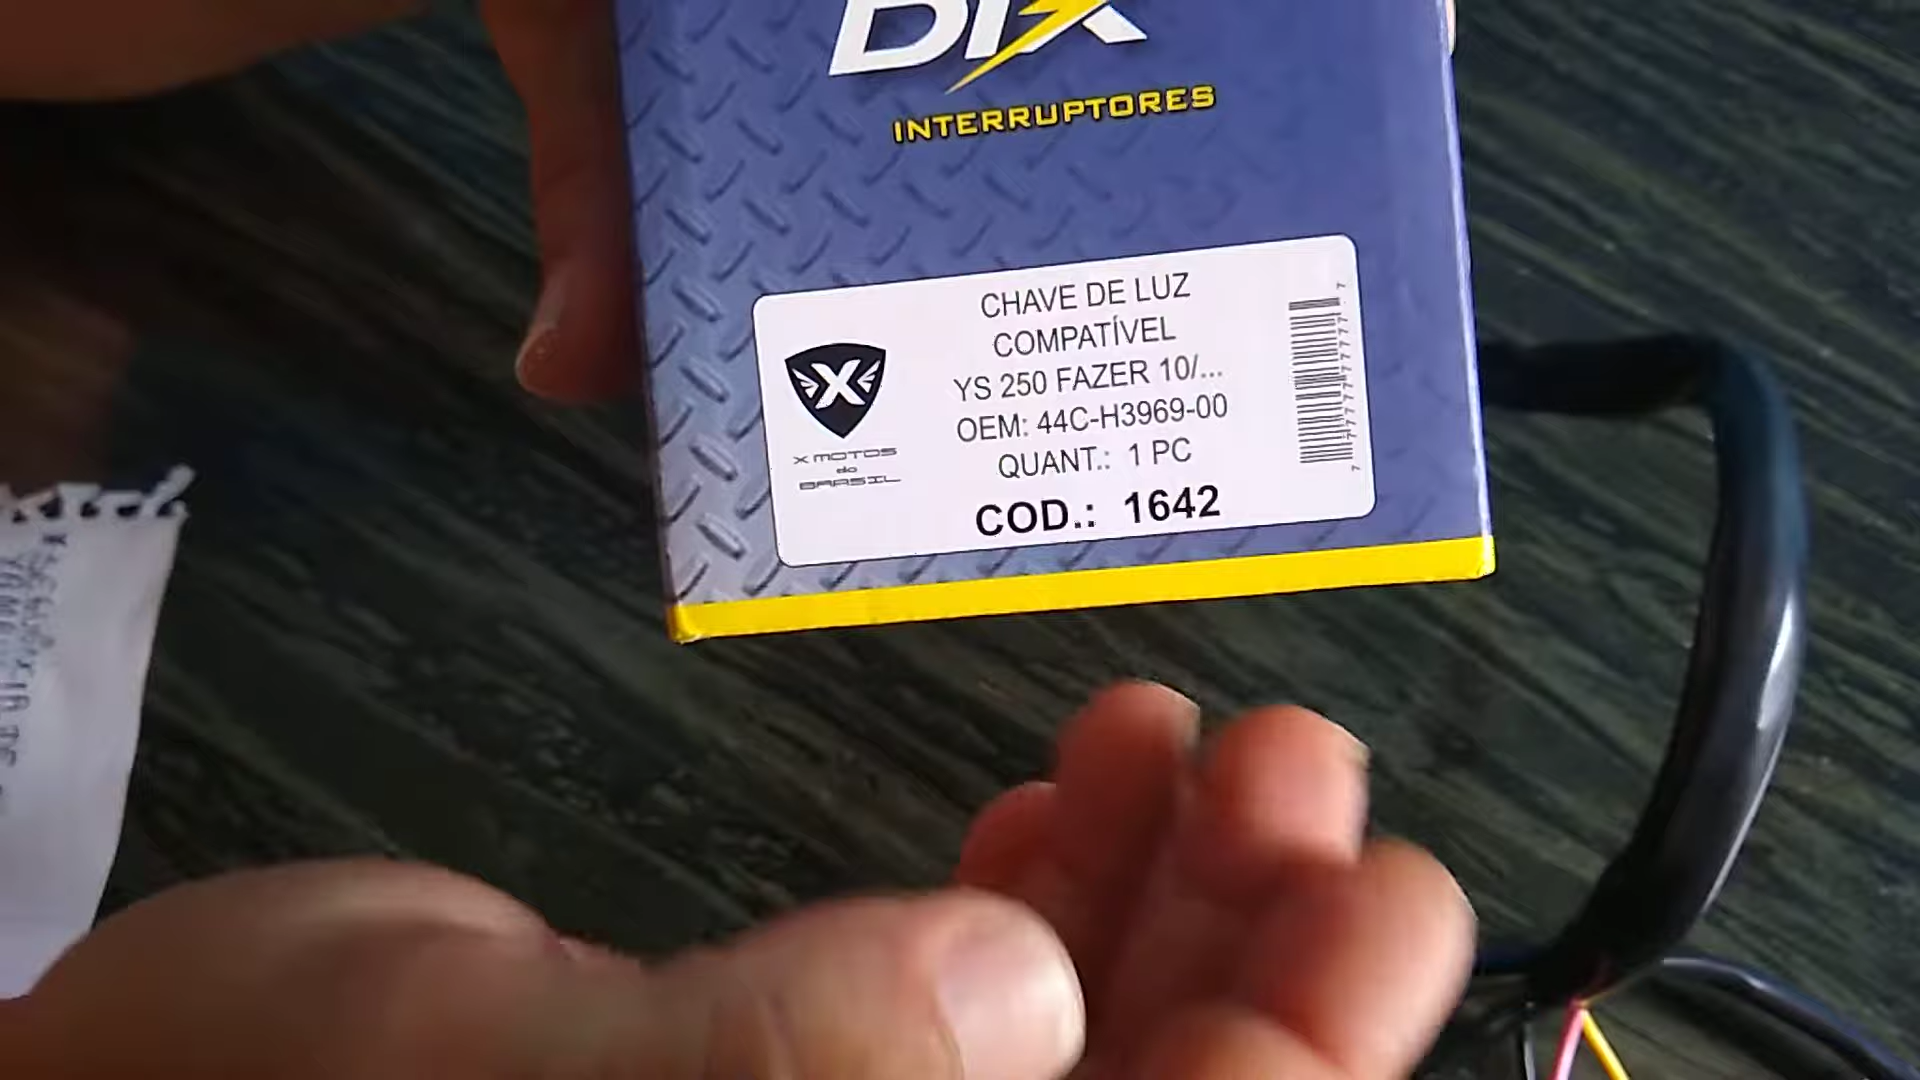 DIX
INTERRUPTORES
CHAVE DE LUZ
COMPATÍVEL
YS 250 FAZER 10/...
OEM: 44C-H3969-00
QUANT.: 1 PC
COD.: 1642
X MOTOS
do
BRASIL